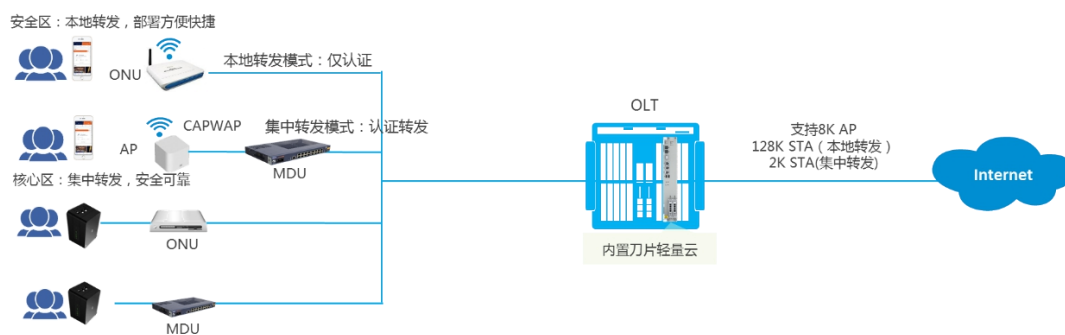 安全区：本地转发，部署方便快捷
ONU
本地转发模式：仅认证
CAPWAP
集中转发模式：认证转发
AP
MDU
核心区：集中转发，安全可靠
ONU
MDU
OLT
内置刀片轻量云
支持8K AP
128K STA（本地转发）
2K STA(集中转发)
Internet